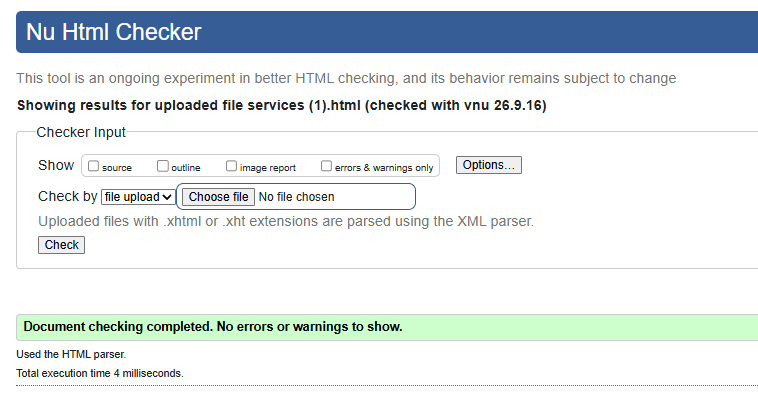 Nu Html Checker
This tool is an ongoing experiment in better HTML checking, and its behavior remains subject to change
Showing results for uploaded file services (1).html (checked with vnu 26.9.16)
Checker Input
Show source outline image report errors & warnings only Options...
Check by file upload Choose file No file chosen
Uploaded files with .xhtml or .xht extensions are parsed using the XML parser.
Check
Document checking completed. No errors or warnings to show.
Used the HTML parser.
Total execution time 4 milliseconds.